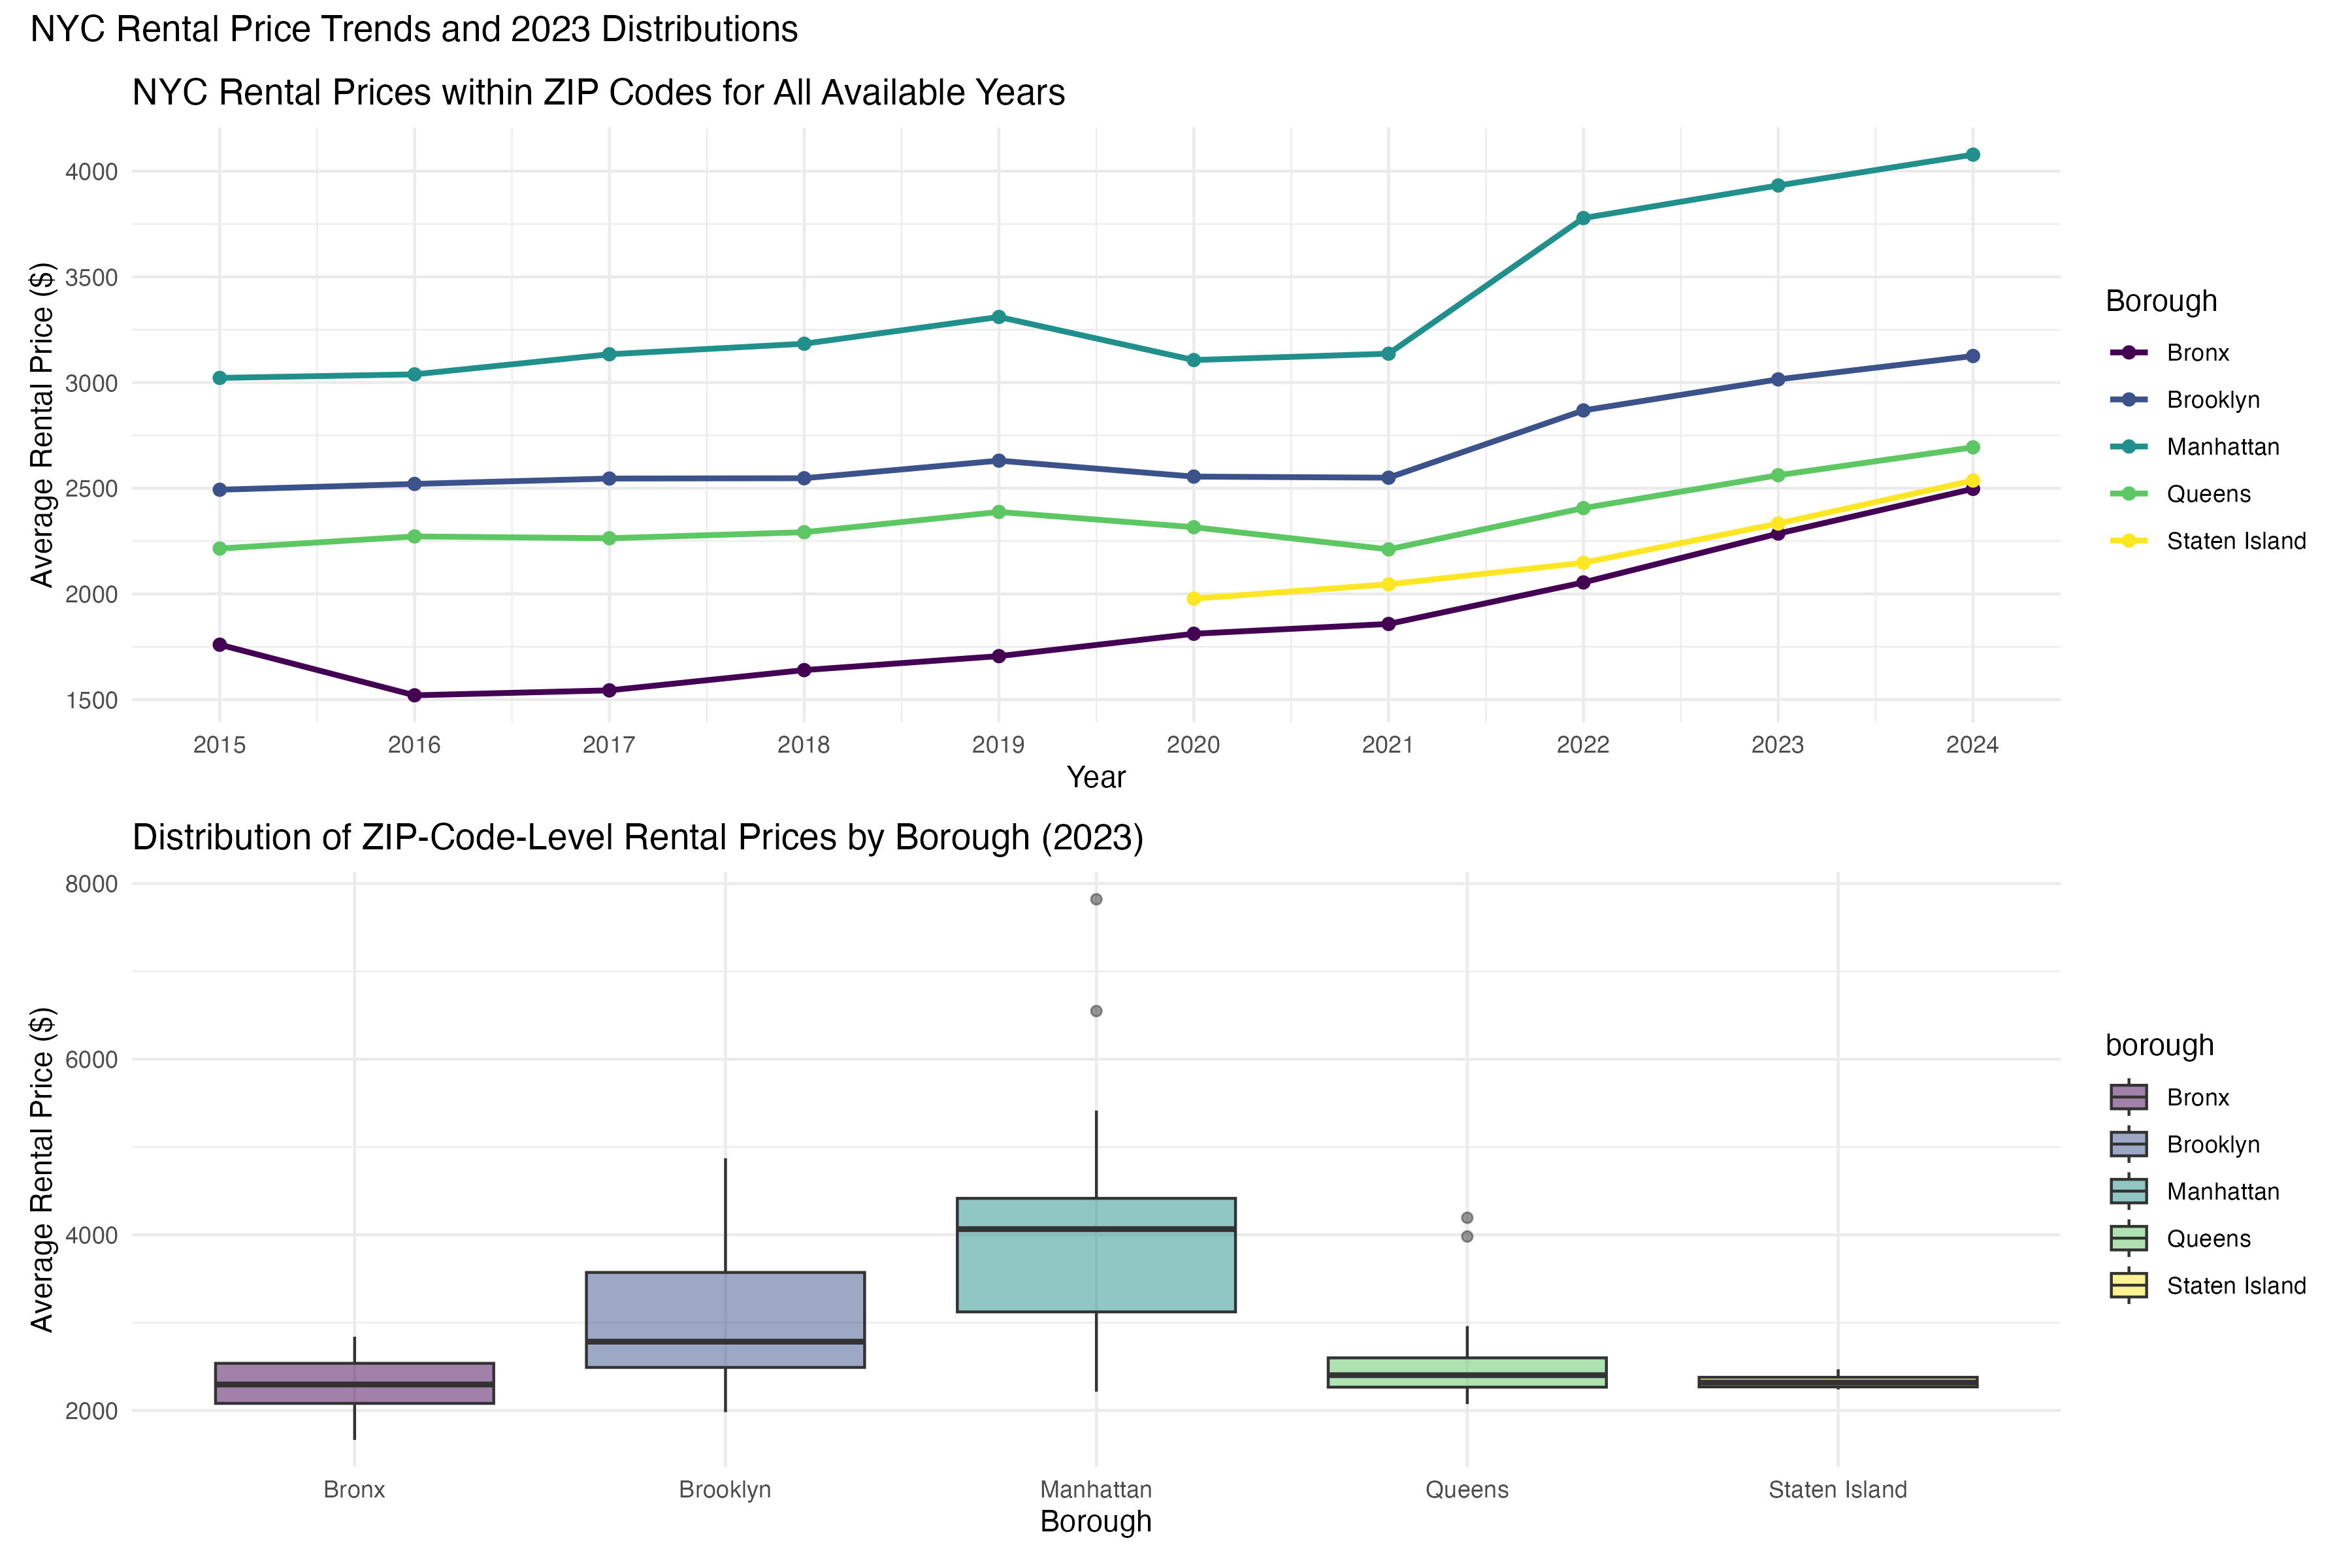 NYC Rental Price Trends and 2023 Distributions
NYC Rental Prices within ZIP Codes for All Available Years
Average Rental Price ($)
4000
3500
3000
2500
2000
1500
2015 2016 2017 2018 2019 2020 2021 2022 2023 2024
Year
Borough
Bronx
Brooklyn
Manhattan
Queens
Staten Island
Distribution of ZIP-Code-Level Rental Prices by Borough (2023)
Average Rental Price ($)
8000
6000
4000
2000
Bronx Brooklyn Manhattan Queens Staten Island
Borough
borough
Bronx
Brooklyn
Manhattan
Queens
Staten Island